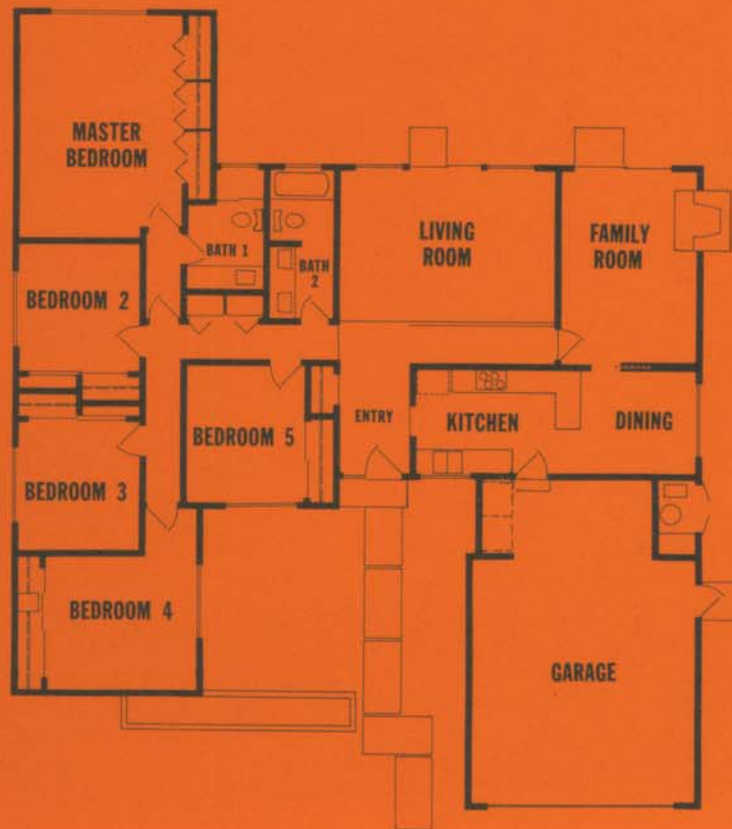 MASTER
BEDROOM
LIVING
ROOM
FAMILY
ROOM
BATH 1
BATH
2
BEDROOM 2
ENTRY
KITCHEN
DINING
BEDROOM 5
BEDROOM 3
BEDROOM 4
GARAGE